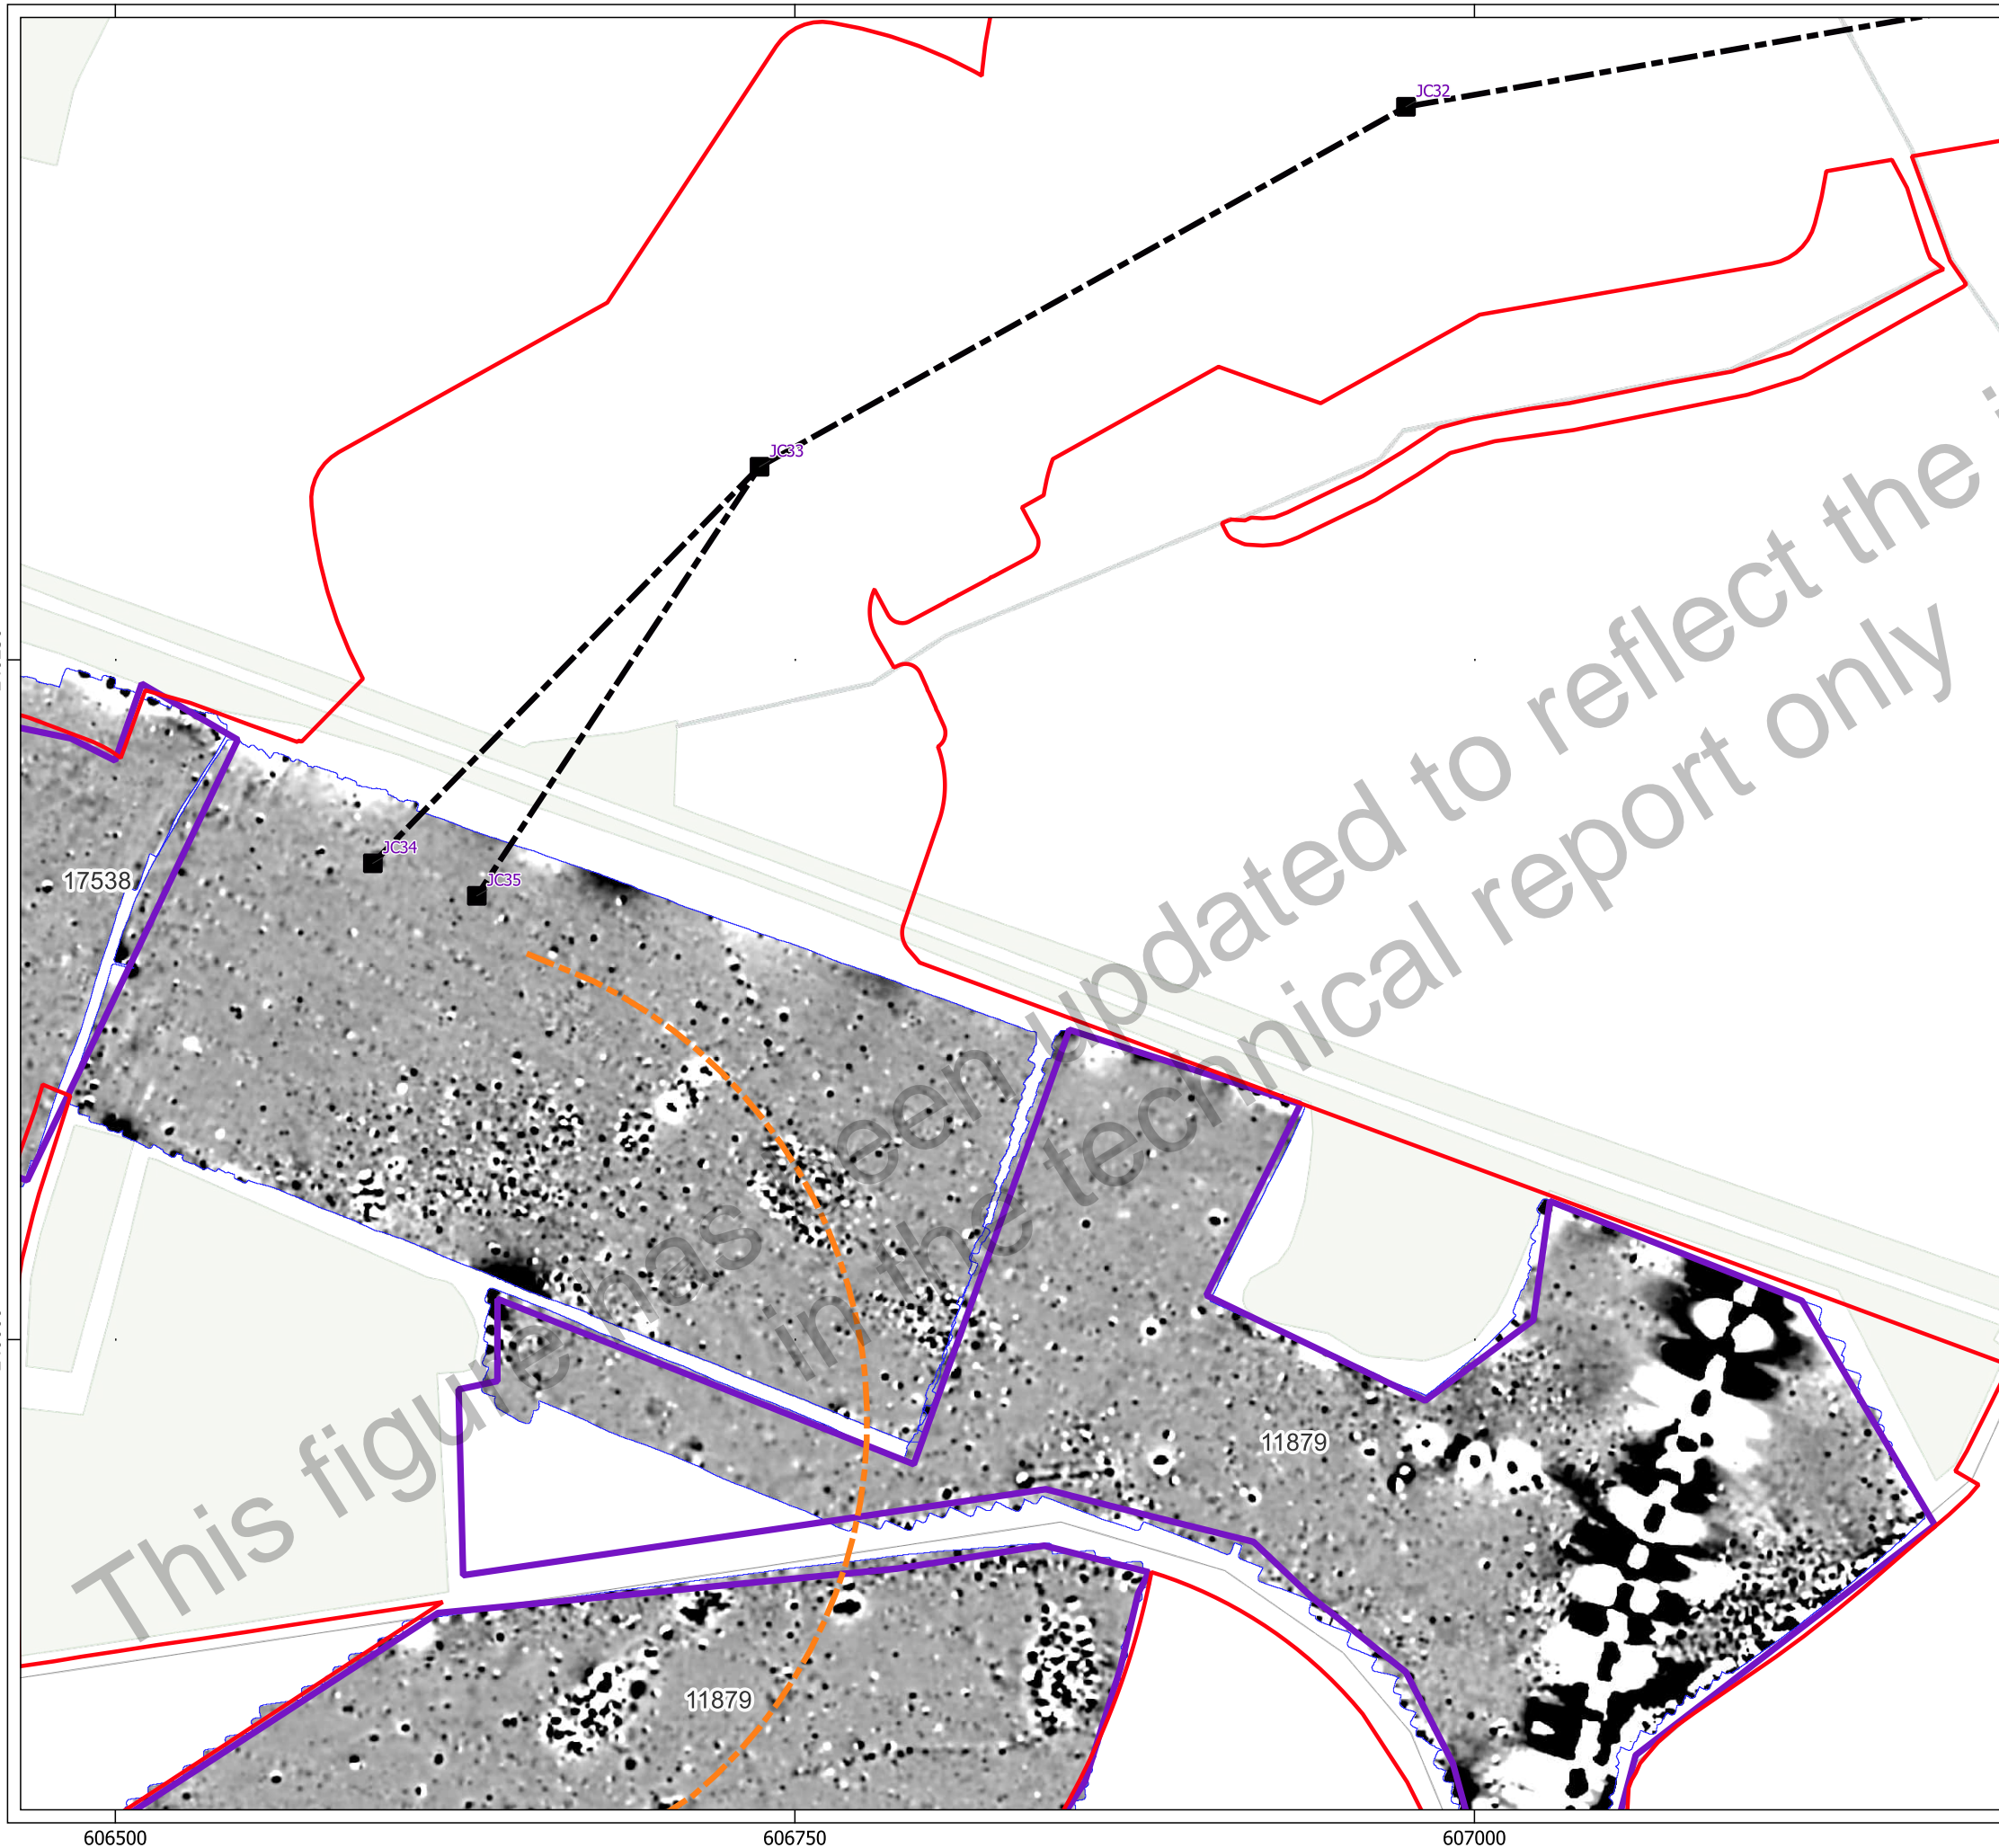 JC32
JC33
JC34
JC35
17538
11879
11879
This figure has been updated to reflect the
in the technical report only
606500
606750
607000